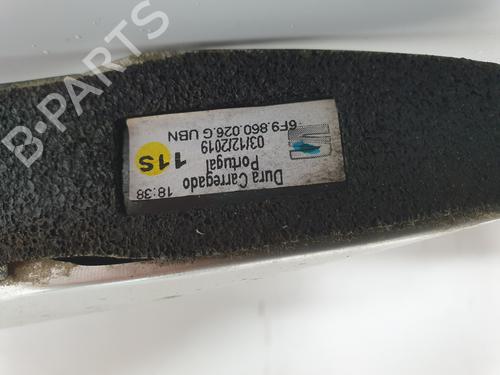 B-PARTS
6F9.860.026.G UBN
03/12/2019
Portugal
Dura Carregado
11S
18:38